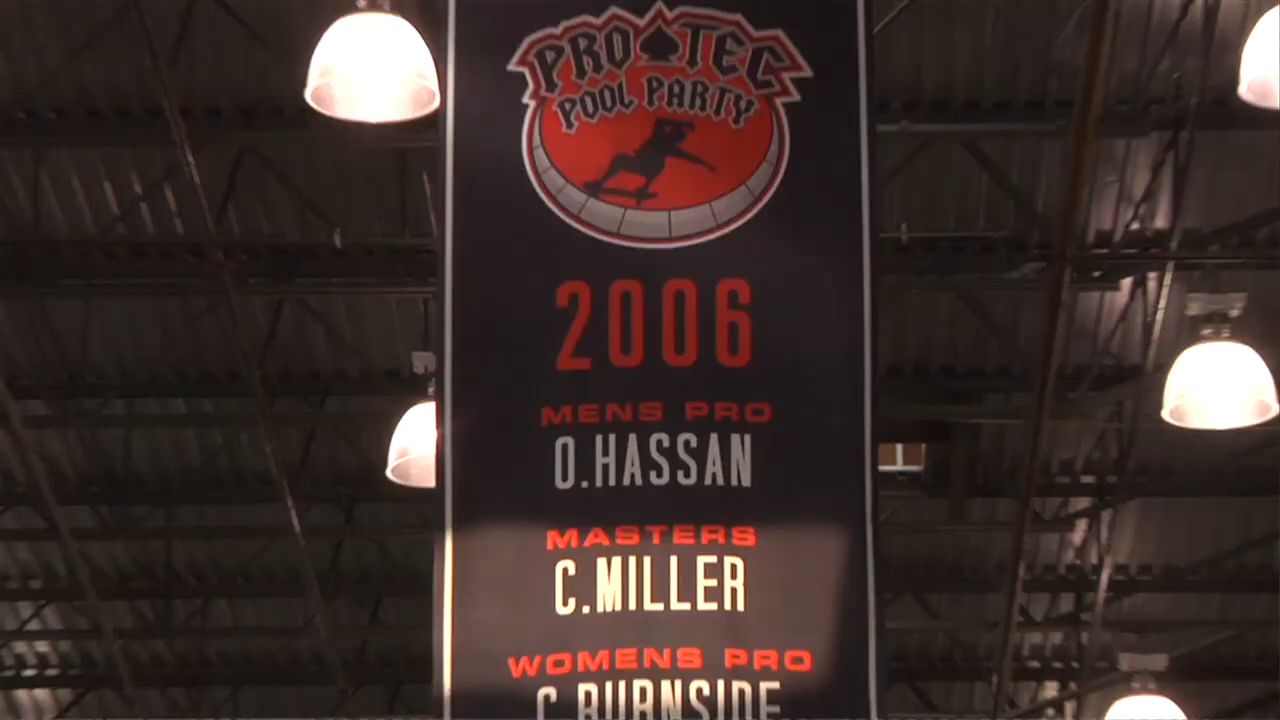 PRO TEC
POOL PARTY
2006
MENS PRO
O.HASSAN
MASTERS
C.MILLER
WOMENS PRO
C.BURNSIDE